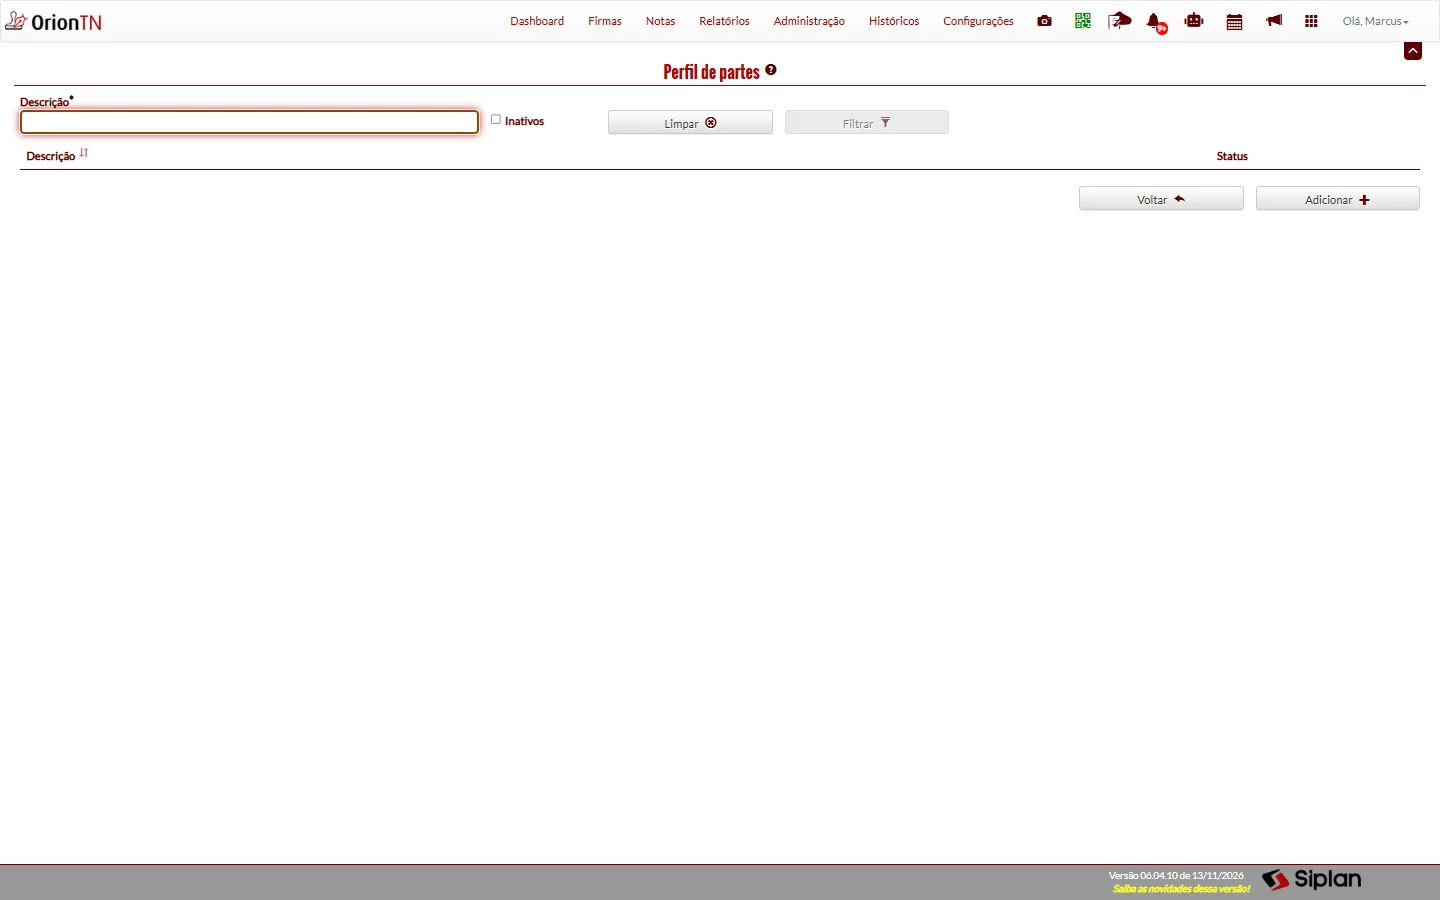 OrionTN
Dashboard Firmas Notas Relatórios Administração Históricos Configurações 9+ Olá, Marcus
Perfil de partes ?
Descrição*
Inativos Limpar Filtrar
Descrição Status
Voltar Adicionar
Versão 06.04.10 de 13/11/2026
Saiba as novidades dessa versão!
Siplan